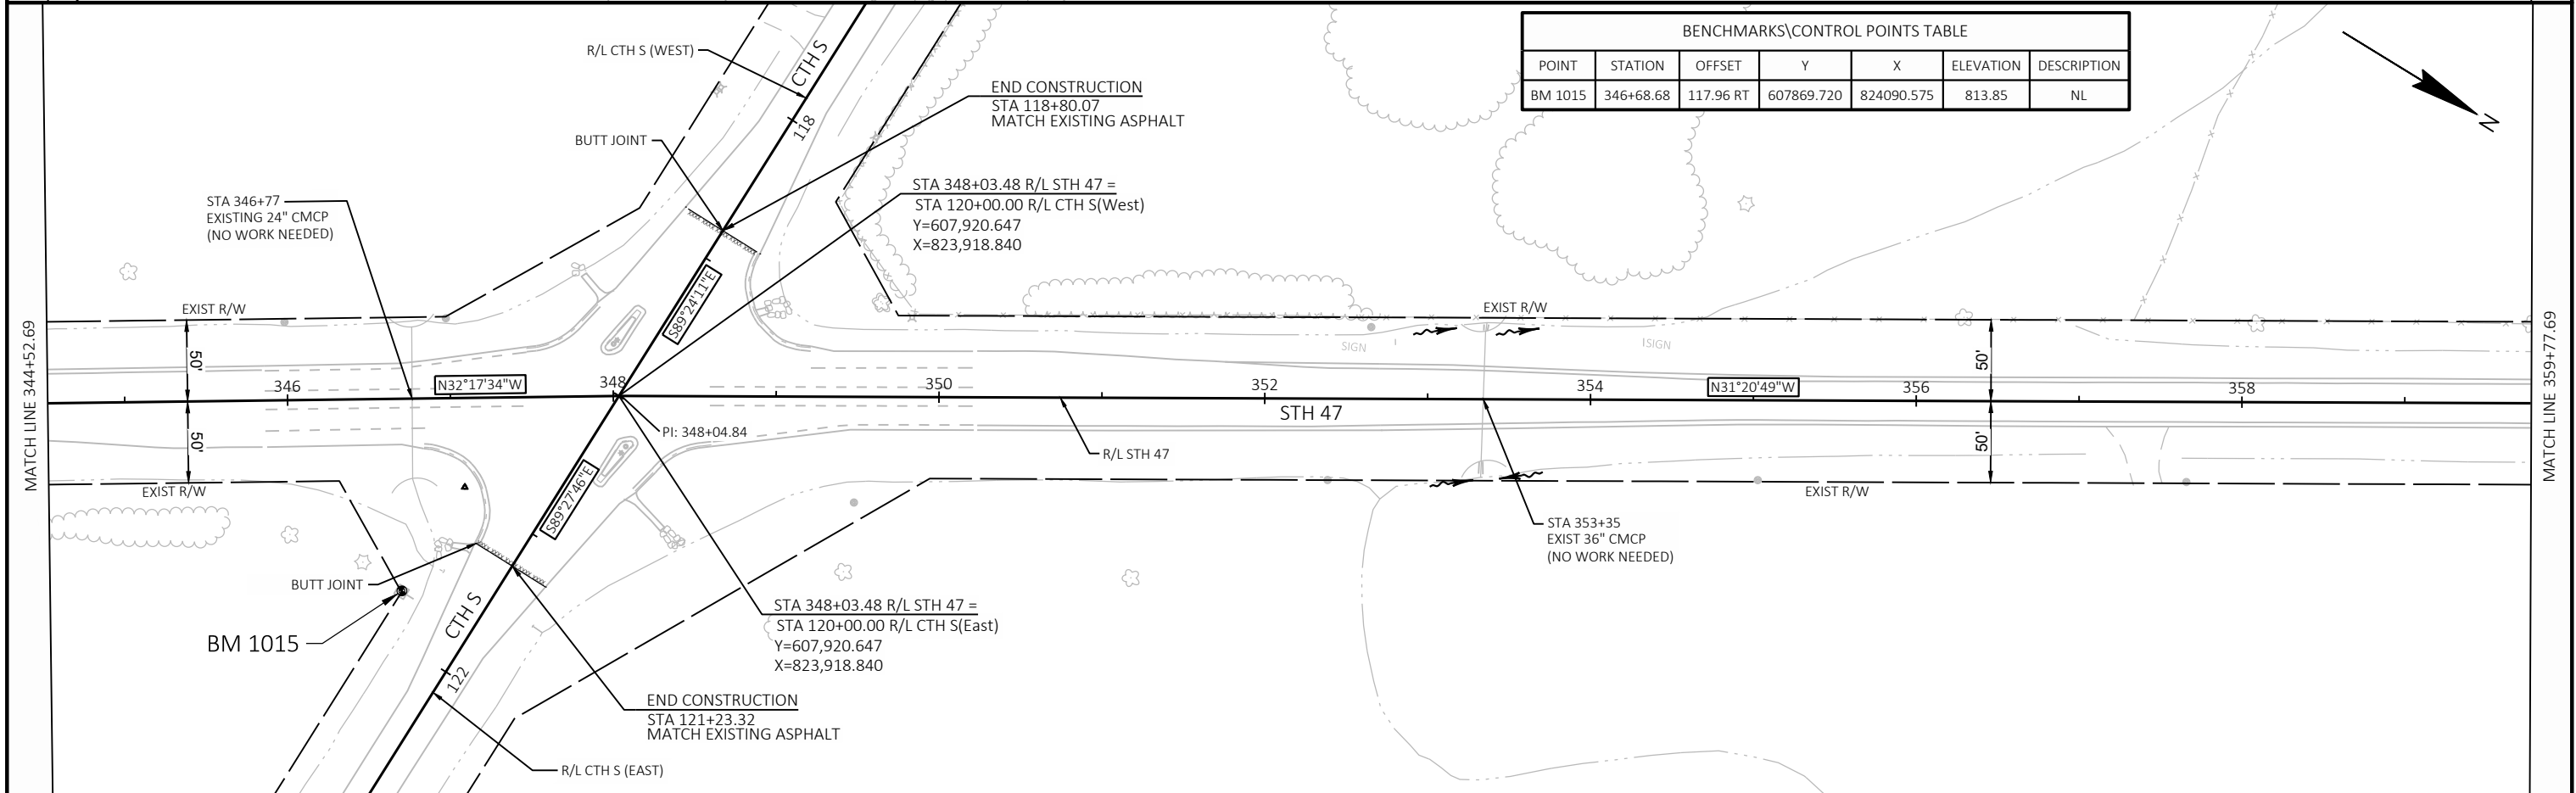 BENCHMARKS\CONTROL POINTS TABLE
POINT STATION OFFSET Y X ELEVATION DESCRIPTION
BM 1015 346+68.68 117.96 RT 607869.720 824090.575 813.85 NL
N
R/L CTH S (WEST)
CTH S
118
END CONSTRUCTION
STA 118+80.07
MATCH EXISTING ASPHALT
BUTT JOINT
STA 348+03.48 R/L STH 47 =
STA 120+00.00 R/L CTH S(West)
Y=607,920.647
X=823,918.840
STA 346+77
EXISTING 24" CMCP
(NO WORK NEEDED)
S89°24'11"E
EXIST R/W
EXIST R/W
MATCH LINE 344+52.69
MATCH LINE 359+77.69
50'
50'
SIGN
SIGN
346
N32°17'34"W
348
350
352
354
N31°20'49"W
356
358
STH 47
PI: 348+04.84
R/L STH 47
50'
50'
EXIST R/W
EXIST R/W
S89°27'46"E
STA 353+35
EXIST 36" CMCP
(NO WORK NEEDED)
BUTT JOINT
BM 1015
CTH S
122
STA 348+03.48 R/L STH 47 =
STA 120+00.00 R/L CTH S(East)
Y=607,920.647
X=823,918.840
END CONSTRUCTION
STA 121+23.32
MATCH EXISTING ASPHALT
R/L CTH S (EAST)